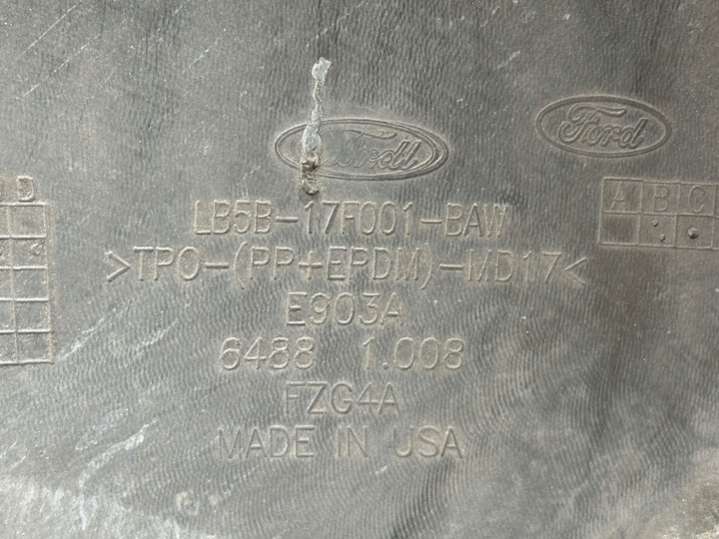 Ford
Ford
D
A B C
LB5B-17F001-BAW
>TPO-(PP+EPDM)-MD17<
E903A
6488 1.008
FZG4A
MADE IN USA